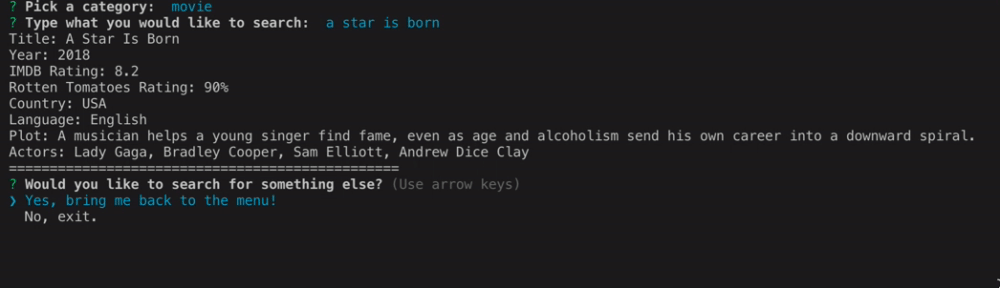 ? Pick a category:  movie
? Type what you would like to search:  a star is born
Title: A Star Is Born
Year: 2018
IMDB Rating: 8.2
Rotten Tomatoes Rating: 90%
Country: USA
Language: English
Plot: A musician helps a young singer find fame, even as age and alcoholism send his own career into a downward spiral.
Actors: Lady Gaga, Bradley Cooper, Sam Elliott, Andrew Dice Clay
================================================
? Would you like to search for something else? (Use arrow keys)
❯ Yes, bring me back to the menu!
  No, exit.